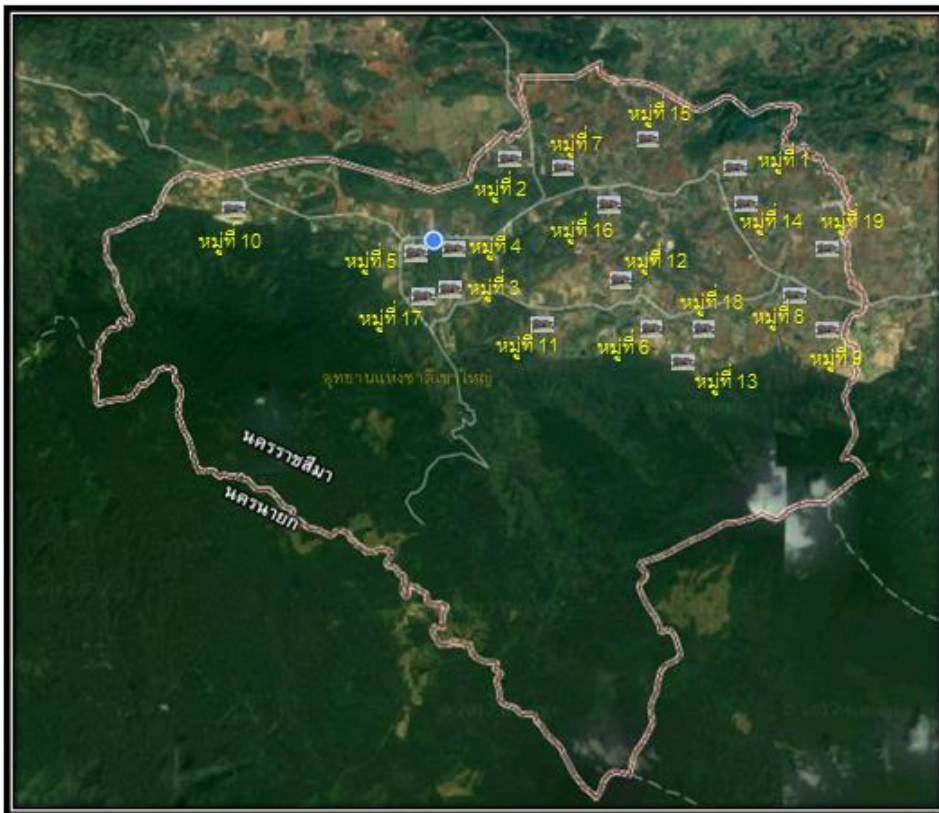 หมู่ที่ 15
หมู่ที่ 7
หมู่ที่ 1
หมู่ที่ 2
หมู่ที่ 14
หมู่ที่ 19
หมู่ที่ 10
หมู่ที่ 16
หมู่ที่ 5
หมู่ที่ 4
หมู่ที่ 12
หมู่ที่ 3
หมู่ที่ 17
หมู่ที่ 18
หมู่ที่ 8
หมู่ที่ 11
หมู่ที่ 6
หมู่ที่ 9
หมู่ที่ 13
อุทยานแห่งชาติเขาใหญ่
นครราชสีมา
นครนายก